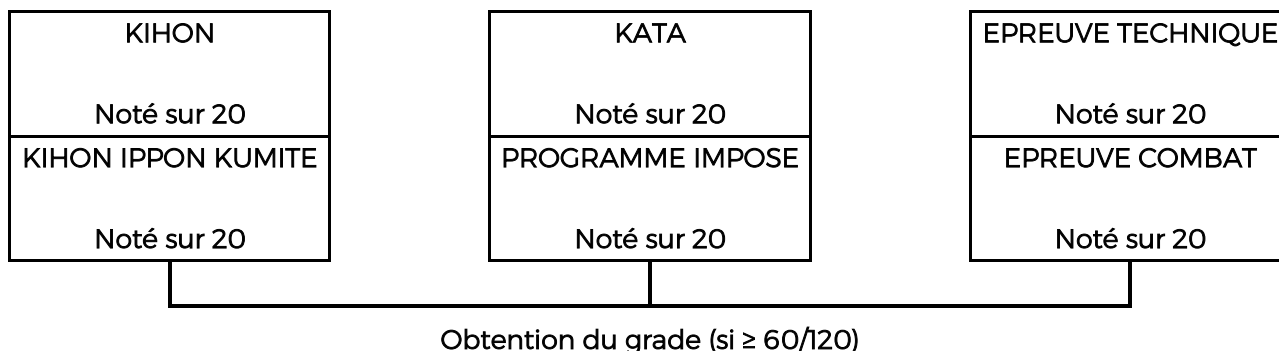 KIHON
Noté sur 20
KIHON IPPON KUMITE
Noté sur 20
KATA
Noté sur 20
PROGRAMME IMPOSE
Noté sur 20
EPREUVE TECHNIQUE
Noté sur 20
EPREUVE COMBAT
Noté sur 20
Obtention du grade (si ≥ 60/120)